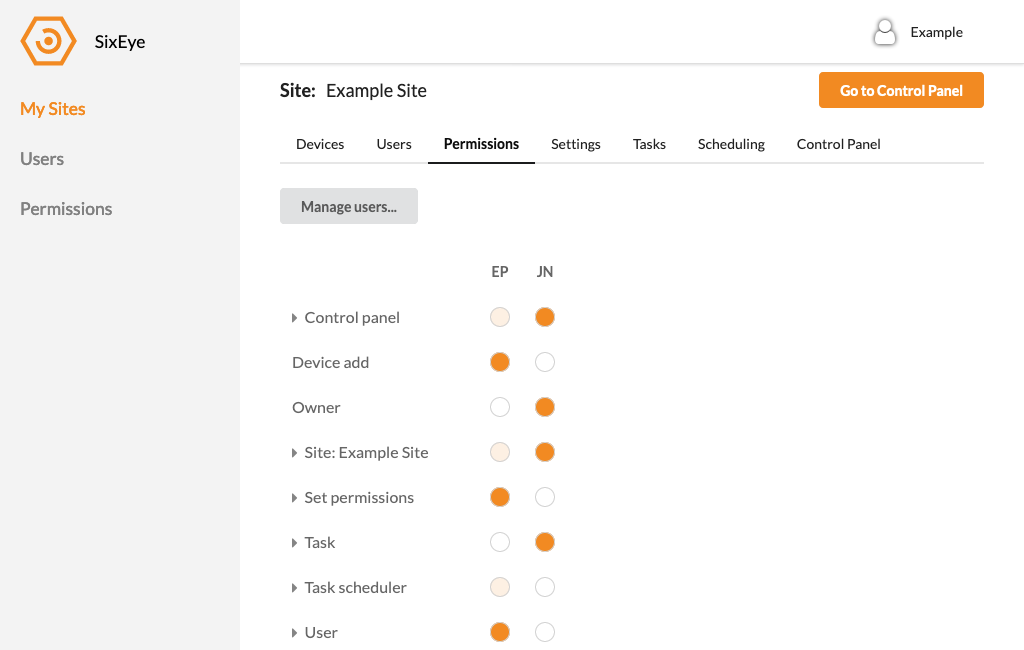 SixEye
Example
My Sites
Users
Permissions
Site: Example Site
Go to Control Panel
Devices Users Permissions Settings Tasks Scheduling Control Panel
Manage users...
EP JN
Control panel
Device add
Owner
Site: Example Site
Set permissions
Task
Task scheduler
User